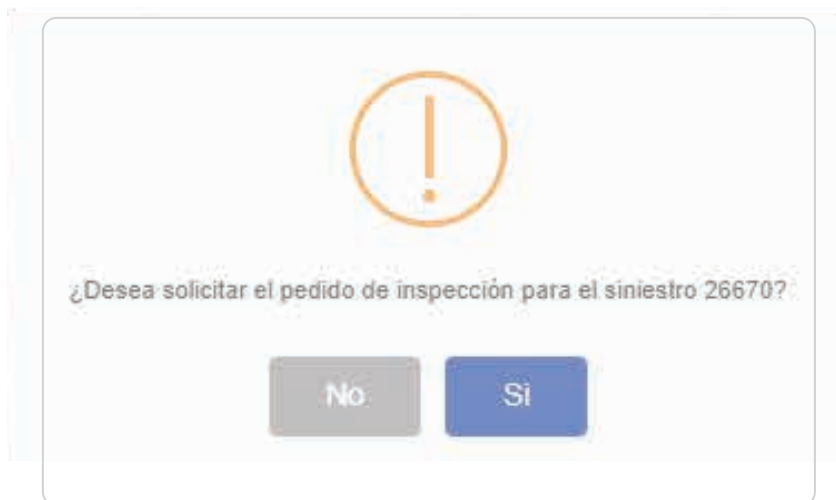 ¿Desea solicitar el pedido de inspección para el siniestro 26670?
No Si